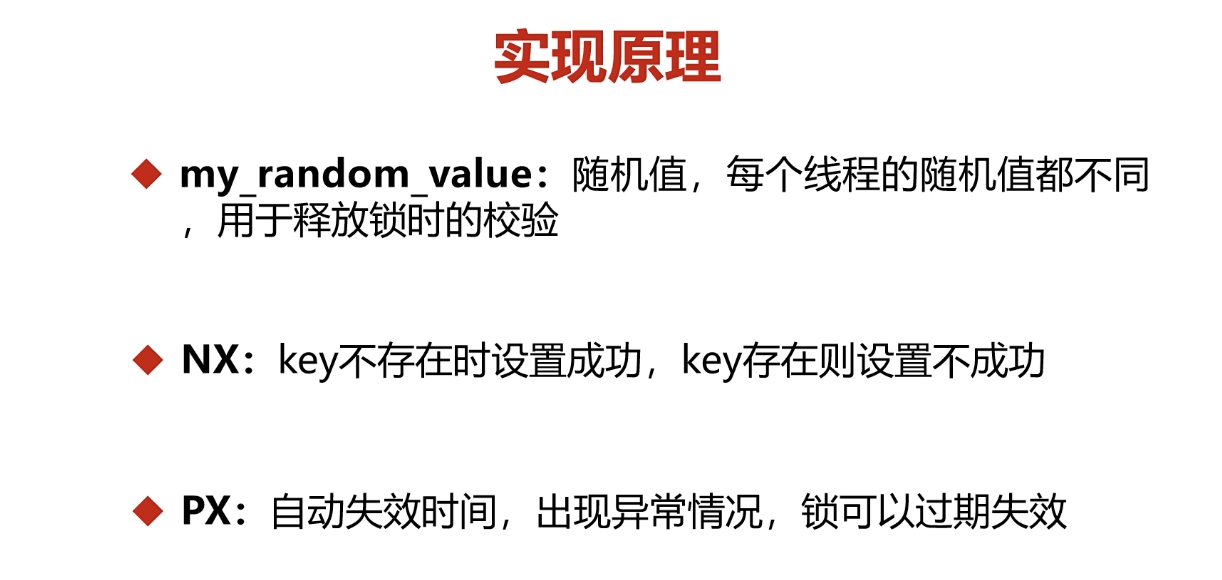 实现原理
my_random_value：随机值，每个线程的随机值都不同
，用于释放锁时的校验
NX：key不存在时设置成功，key存在则设置不成功
PX：自动失效时间，出现异常情况，锁可以过期失效